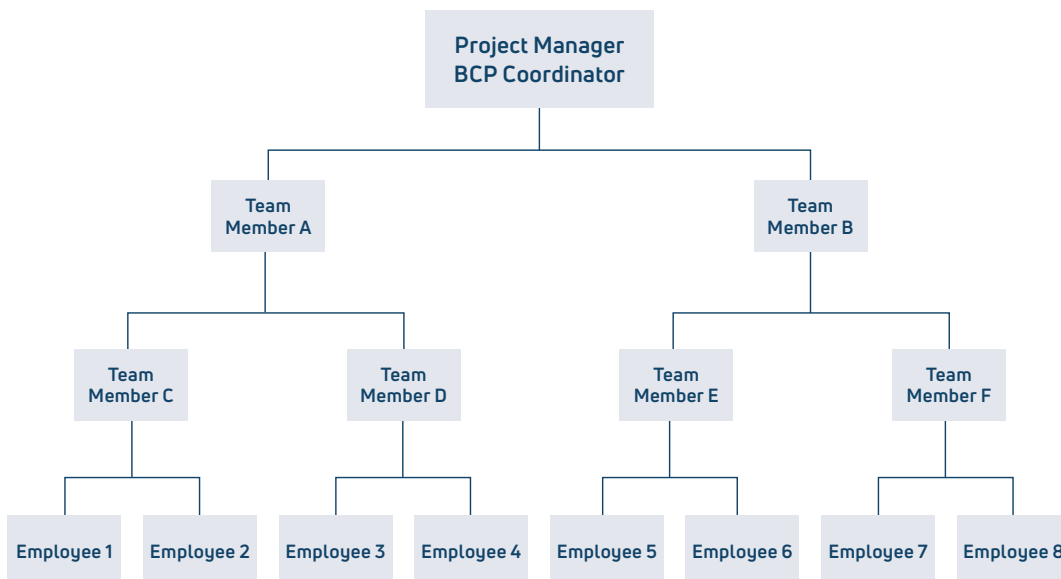 Project Manager
BCP Coordinator
Team
Member A
Team
Member B
Team
Member C
Team
Member D
Team
Member E
Team
Member F
Employee 1
Employee 2
Employee 3
Employee 4
Employee 5
Employee 6
Employee 7
Employee 8